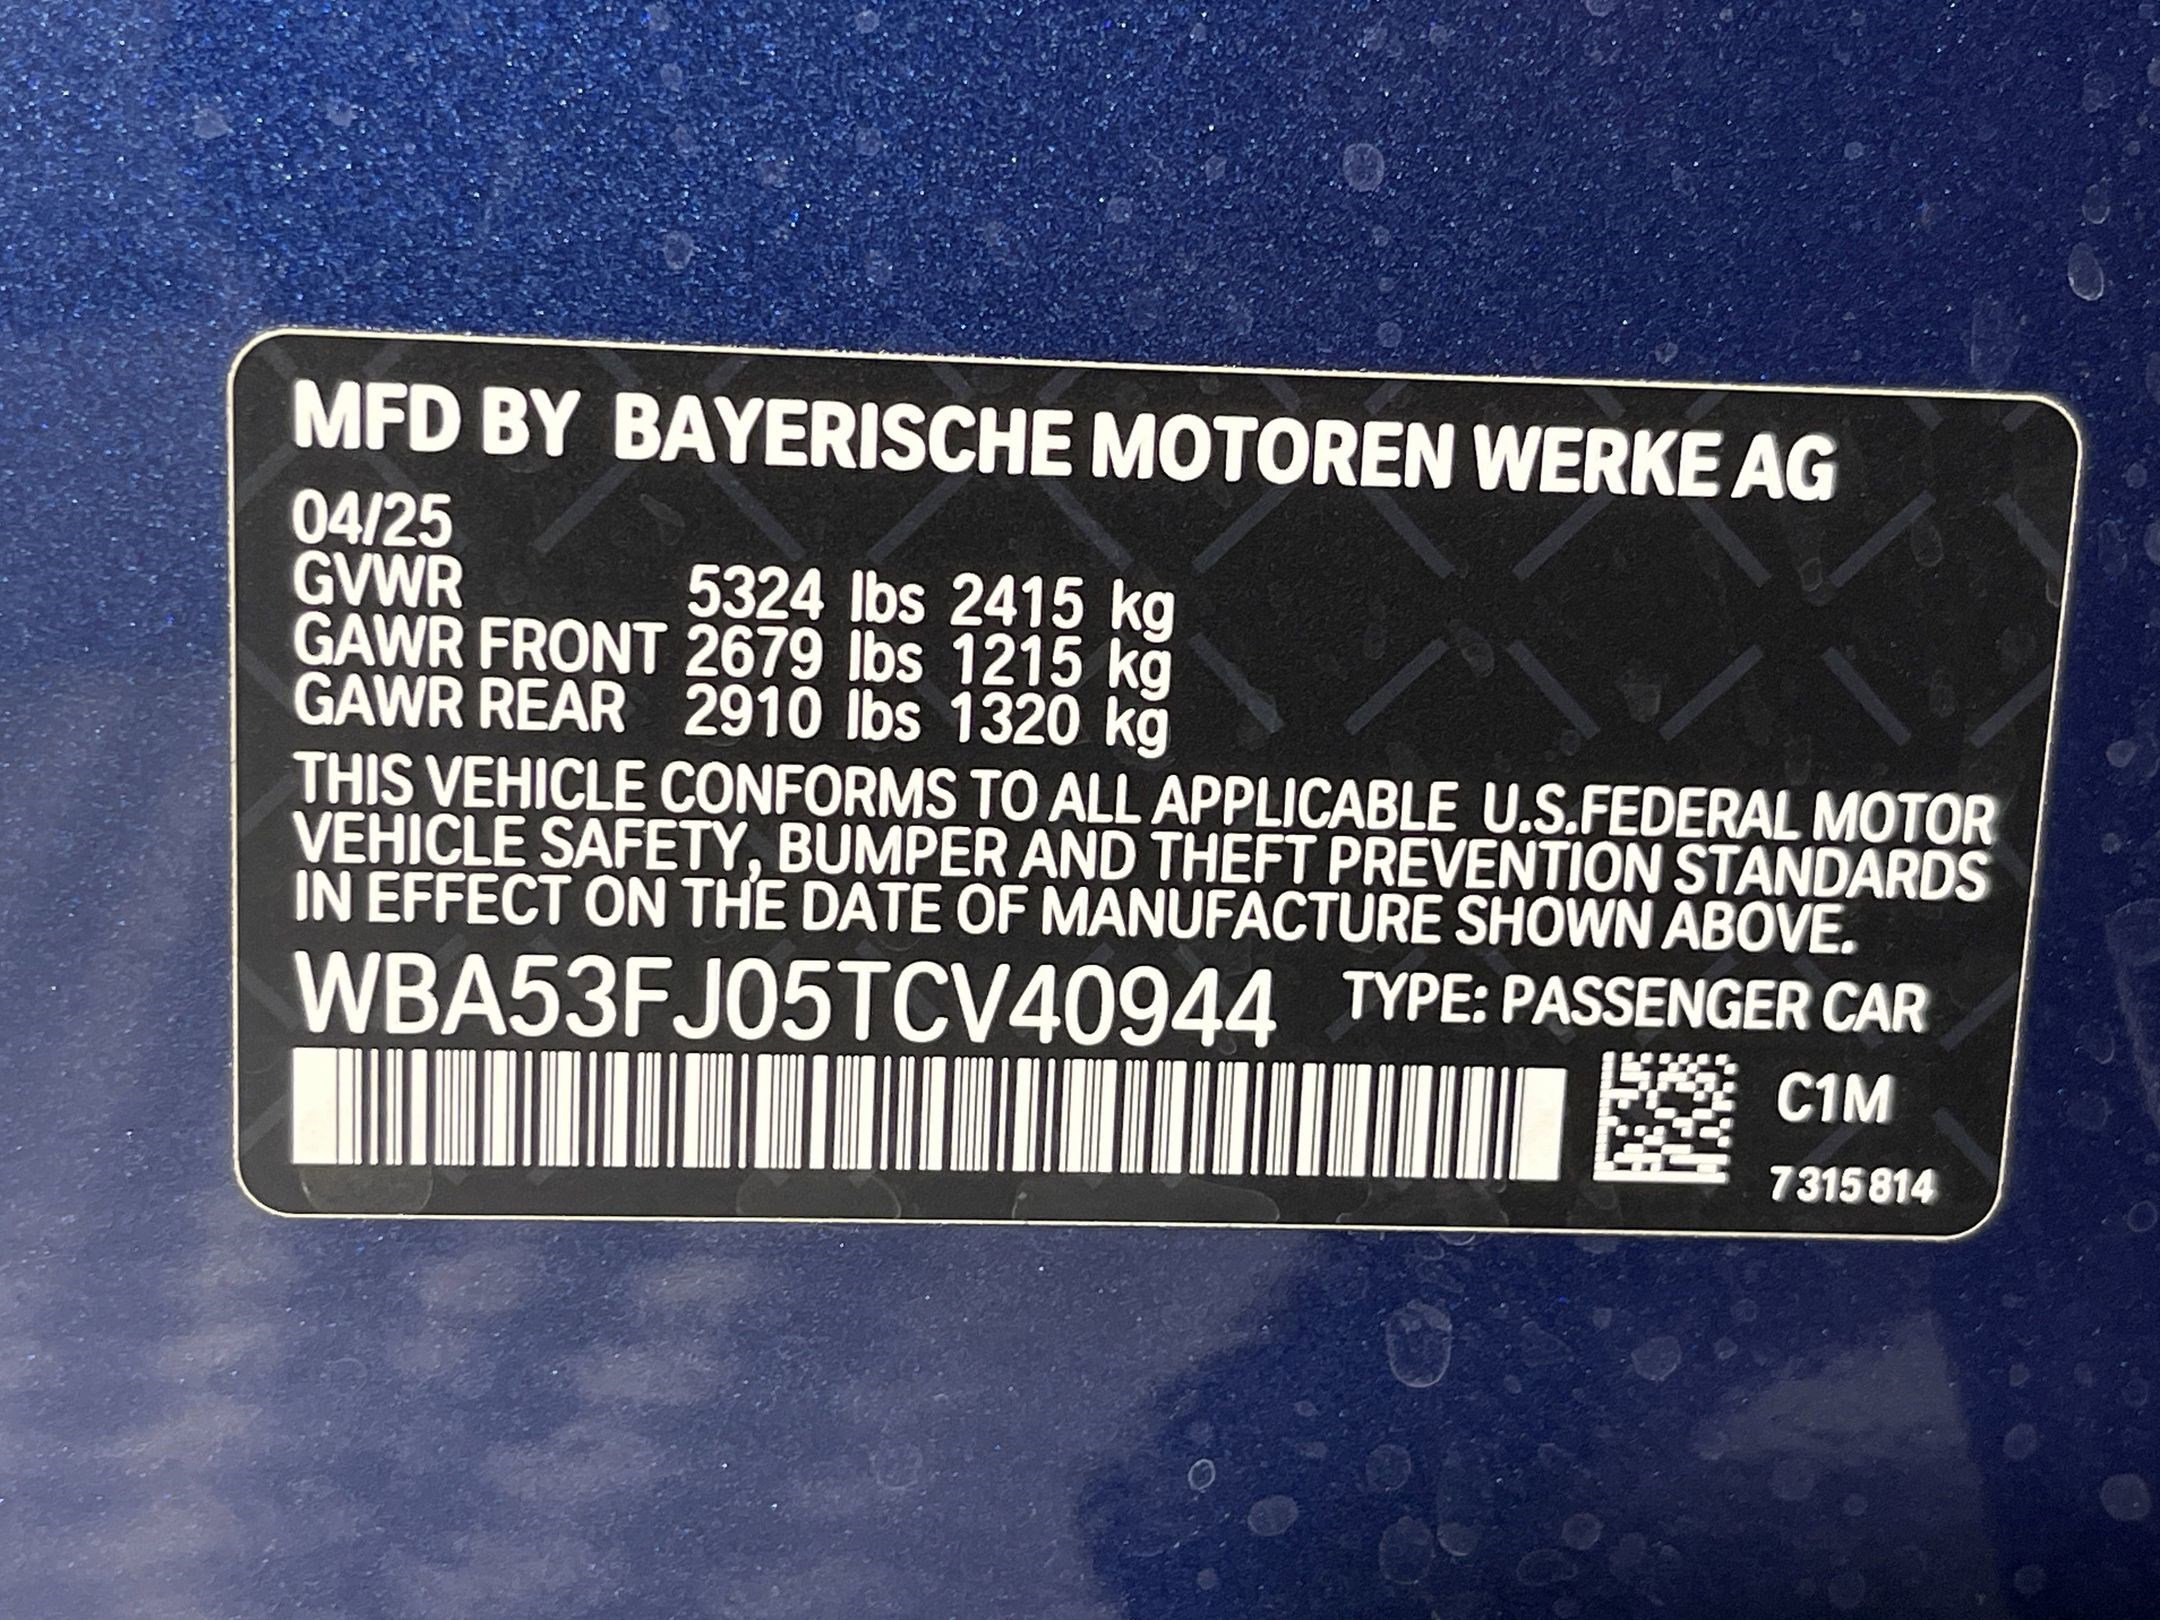 MFD BY BAYERISCHE MOTOREN WERKE AG
04/25
GVWR 5324 lbs 2415 kg
GAWR FRONT 2679 lbs 1215 kg
GAWR REAR 2910 lbs 1320 kg
THIS VEHICLE CONFORMS TO ALL APPLICABLE U.S.FEDERAL MOTOR
VEHICLE SAFETY, BUMPER AND THEFT PREVENTION STANDARDS
IN EFFECT ON THE DATE OF MANUFACTURE SHOWN ABOVE.
WBA53FJ05TCV40944 TYPE: PASSENGER CAR
C1M
7 315 814